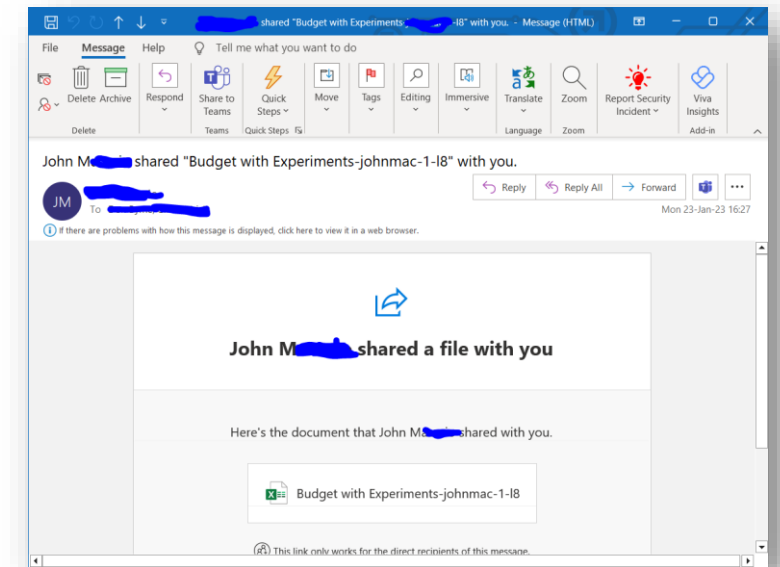 shared "Budget with Experiments -l8" with you. - Message (HTML)
File Message Help Tell me what you want to do
Delete Archive Respond Share to Teams Quick Steps Move Tags Editing Immersive Translate Zoom Report Security Incident Viva Insights
Delete Teams Quick Steps Language Zoom Add-in
John M shared "Budget with Experiments-johnmac-1-l8" with you.
Reply Reply All Forward
JM
To
Mon 23-Jan-23 16:27
If there are problems with how this message is displayed, click here to view it in a web browser.
John M shared a file with you
Here's the document that John Ma shared with you.
Budget with Experiments-johnmac-1-l8
This link only works for the direct recipients of this message.